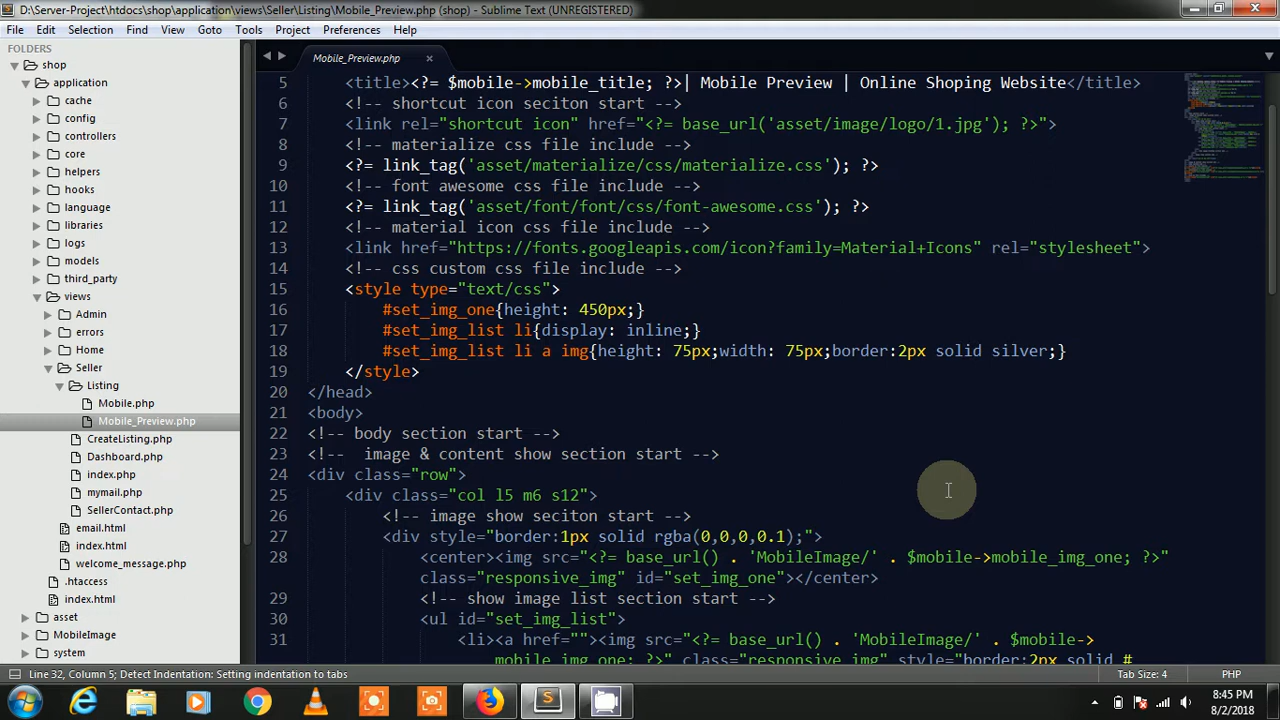 D:\Server-Project\htdocs\shop\application\views\Seller\Listing\Mobile_Preview.php (shop) - Sublime Text (UNREGISTERED)
File Edit Selection Find View Goto Tools Project Preferences Help
FOLDERS
shop
application
cache
config
controllers
core
helpers
hooks
language
libraries
logs
models
third_party
views
Admin
errors
Home
Seller
Listing
Mobile.php
Mobile_Preview.php
CreateListing.php
Dashboard.php
index.php
mymail.php
SellerContact.php
email.html
index.html
welcome_message.php
.htaccess
index.html
asset
MobileImage
system
Mobile_Preview.php
5 <title><?= $mobile->mobile_title; ?>| Mobile Preview | Online Shoping Website</title>
6 <!-- shortcut icon seciton start -->
7 <link rel="shortcut icon" href="<?= base_url('asset/image/logo/1.jpg'); ?>">
8 <!-- materialize css file include -->
9 <?= link_tag('asset/materialize/css/materialize.css'); ?>
10 <!-- font awesome css file include -->
11 <?= link_tag('asset/font/font/css/font-awesome.css'); ?>
12 <!-- material icon css file include -->
13 <link href="https://fonts.googleapis.com/icon?family=Material+Icons" rel="stylesheet">
14 <!-- css custom css file include -->
15 <style type="text/css">
16 #set_img_one{height: 450px;}
17 #set_img_list li{display: inline;}
18 #set_img_list li a img{height: 75px;width: 75px;border:2px solid silver;}
19 </style>
20 </head>
21 <body>
22 <!-- body section start -->
23 <!--  image & content show section start -->
24 <div class="row">
25 <div class="col l5 m6 s12">
26 <!-- image show seciton start -->
27 <div style="border:1px solid rgba(0,0,0,0.1);">
28 <center><img src="<?= base_url() . 'MobileImage/' . $mobile->mobile_img_one; ?>"
class="responsive_img" id="set_img_one"></center>
29 <!-- show image list section start -->
30 <ul id="set_img_list">
31 <li><a href=""><img src="<?= base_url() . 'MobileImage/' . $mobile->
mobile_img_one; ?>" class="responsive_img" style="border:2px solid #
Line 32, Column 5; Detect Indentation: Setting indentation to tabs
Tab Size: 4
PHP
8:45 PM
8/2/2018